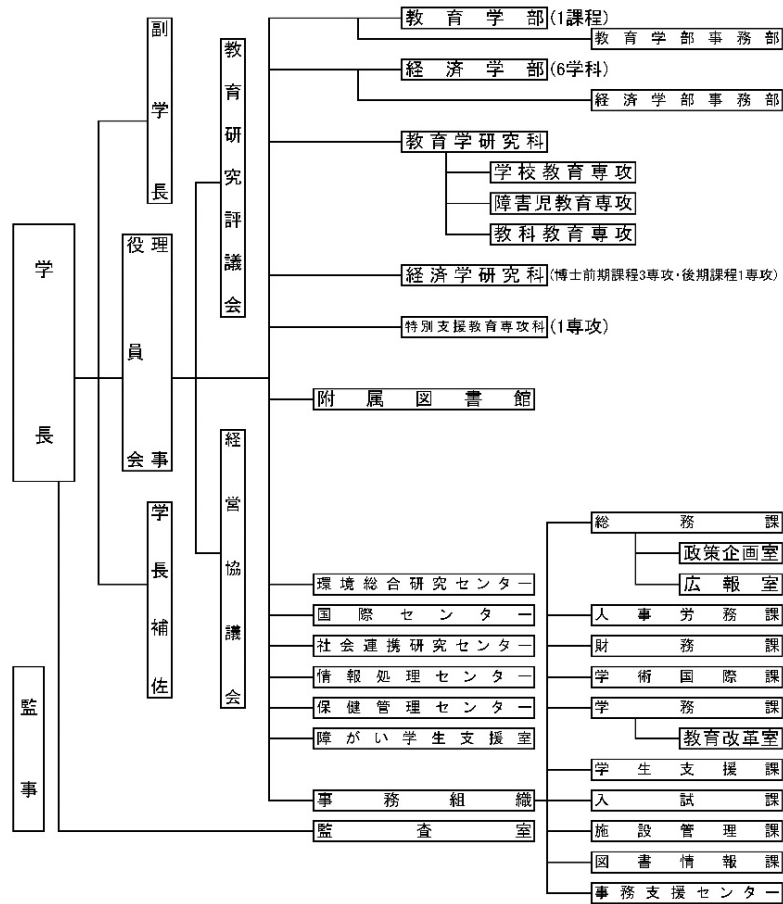 学長
監事
副学長
役員会
理事
学長補佐
教育研究評議会
経営協議会
教育学部(1課程)
教育学部事務部
経済学部(6学科)
経済学部事務部
教育学研究科
学校教育専攻
障害児教育専攻
教科教育専攻
経済学研究科(博士前期課程3専攻・後期課程1専攻)
特別支援教育専攻科(1専攻)
附属図書館
環境総合研究センター
国際センター
社会連携研究センター
情報処理センター
保健管理センター
障がい学生支援室
事務組織
監査室
総務課
政策企画室
広報室
人事労務課
財務課
学術国際課
学務課
教育改革室
学生支援課
入試課
施設管理課
図書情報課
事務支援センター